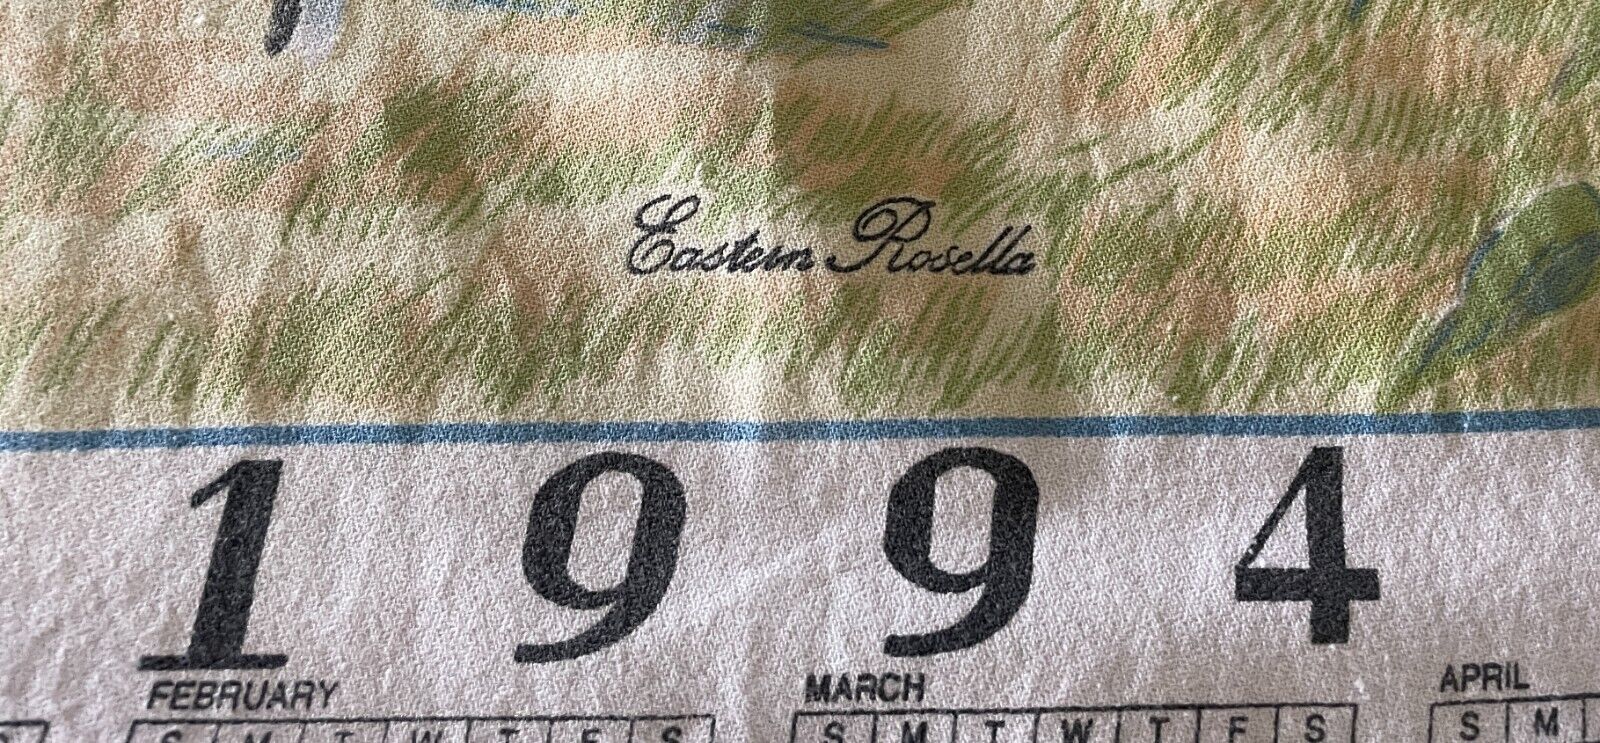 Eastern Rosella
1994
FEBRUARY MARCH APRIL
S M T W T F S S M T W T F S S M